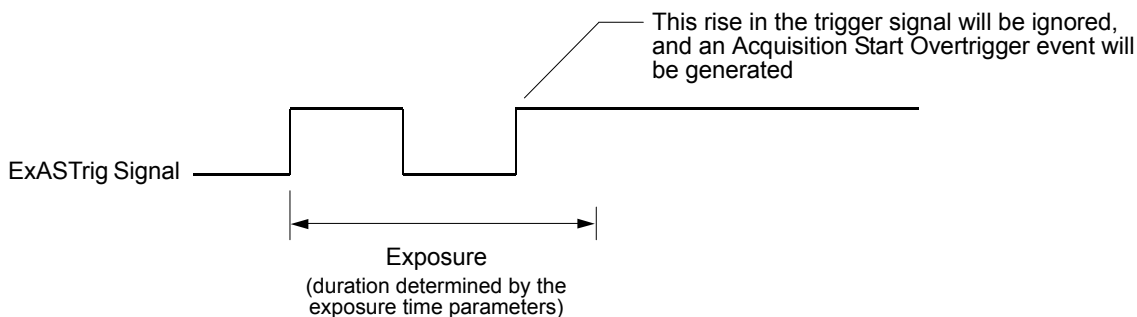 This rise in the trigger signal will be ignored,
and an Acquisition Start Overtrigger event will
be generated
ExASTrig Signal
Exposure
(duration determined by the
exposure time parameters)